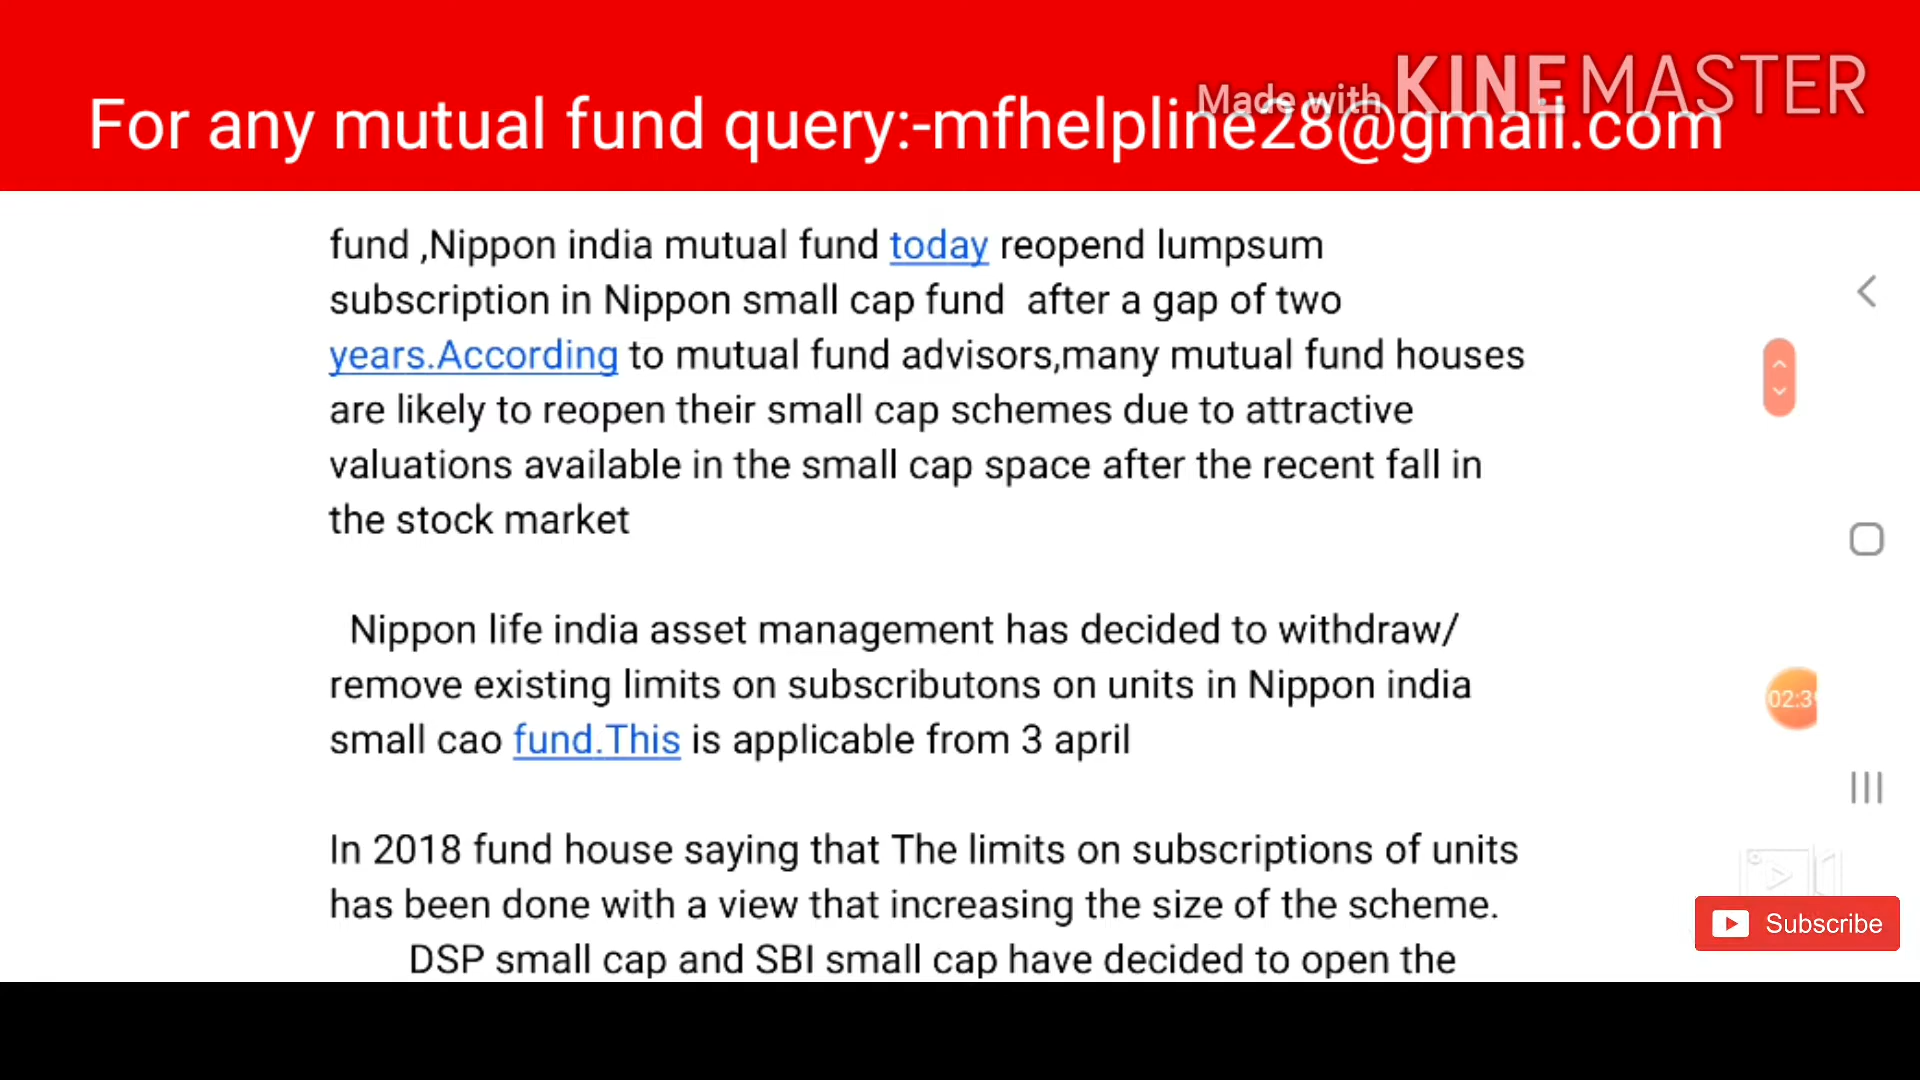 Made with KINEMASTER
For any mutual fund query:-mfhelpline28@gmail.com
fund ,Nippon india mutual fund today reopend lumpsum
subscription in Nippon small cap fund after a gap of two
years.According to mutual fund advisors,many mutual fund houses
are likely to reopen their small cap schemes due to attractive
valuations available in the small cap space after the recent fall in
the stock market
Nippon life india asset management has decided to withdraw/
remove existing limits on subscributons on units in Nippon india
small cao fund.This is applicable from 3 april
02:3
In 2018 fund house saying that The limits on subscriptions of units
has been done with a view that increasing the size of the scheme.
Subscribe
DSP small cap and SBI small cap have decided to open the